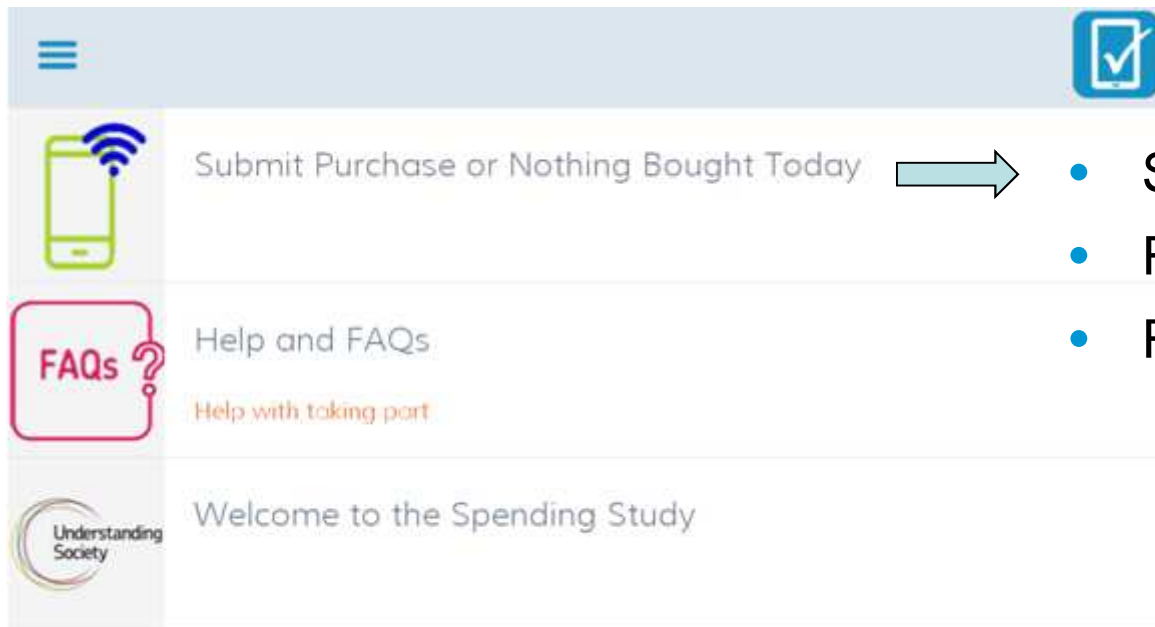 Submit Purchase or Nothing Bought Today
FAQs ?
Help and FAQs
Help with taking part
Understanding
Society
Welcome to the Spending Study